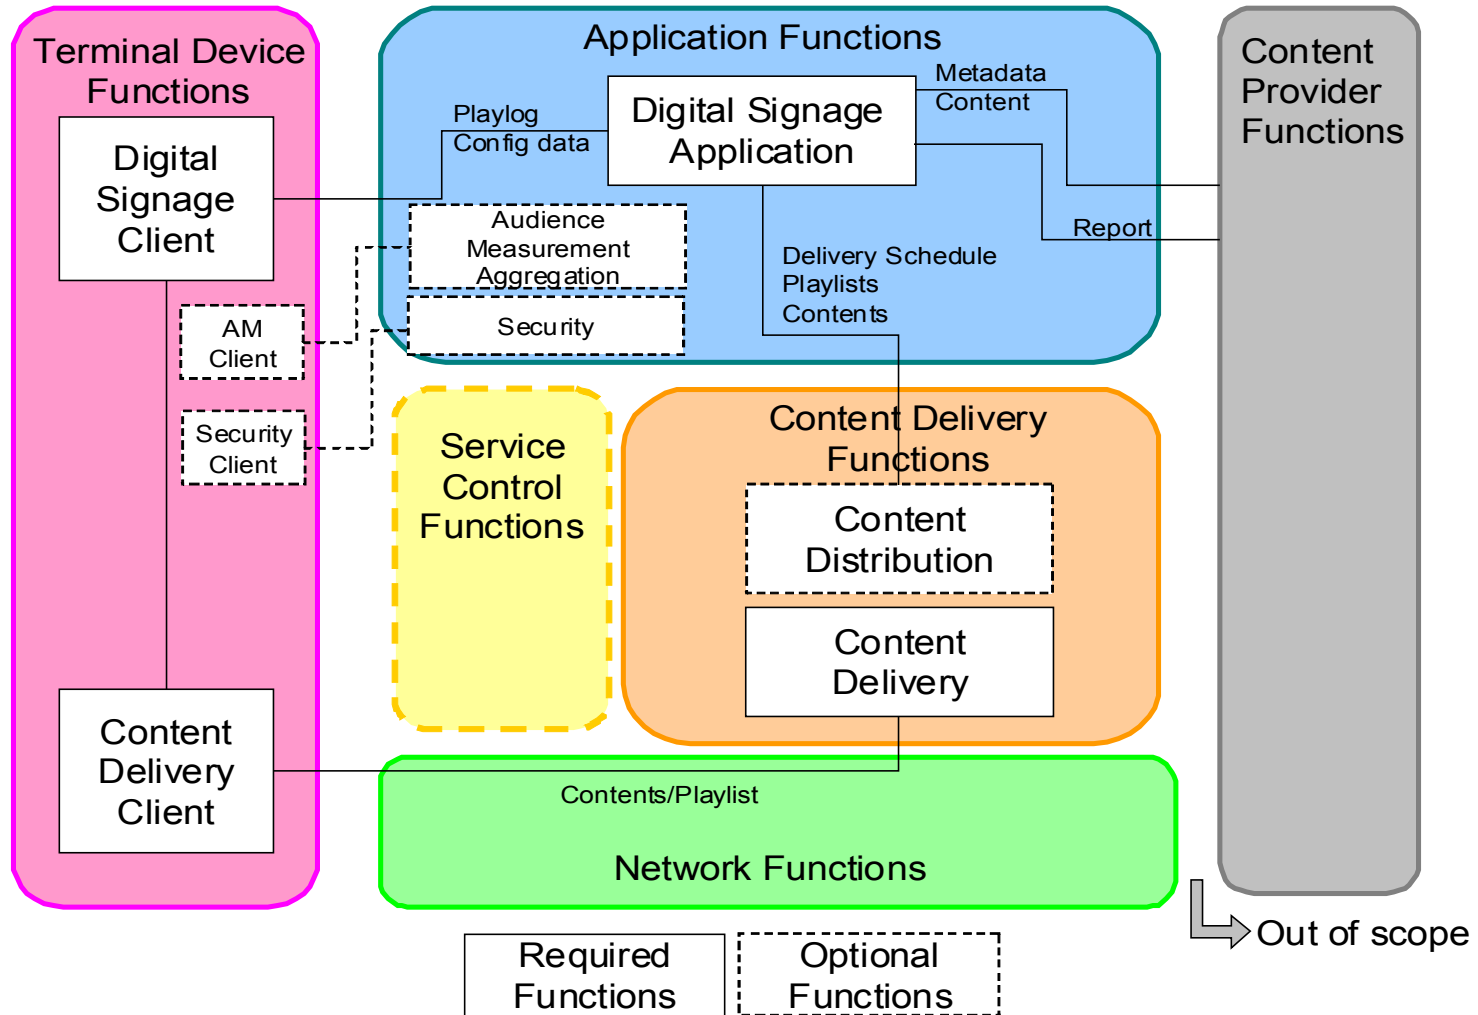 Terminal Device
Functions
Digital
Signage
Client
AM
Client
Security
Client
Content
Delivery
Client
Application Functions
Playlog
Config data
Digital Signage
Application
Metadata
Content
Report
Audience
Measurement
Aggregation
Security
Delivery Schedule
Playlists
Contents
Service
Control
Functions
Content Delivery
Functions
Content
Distribution
Content
Delivery
Contents/Playlist
Network Functions
Content
Provider
Functions
Out of scope
Required
Functions
Optional
Functions